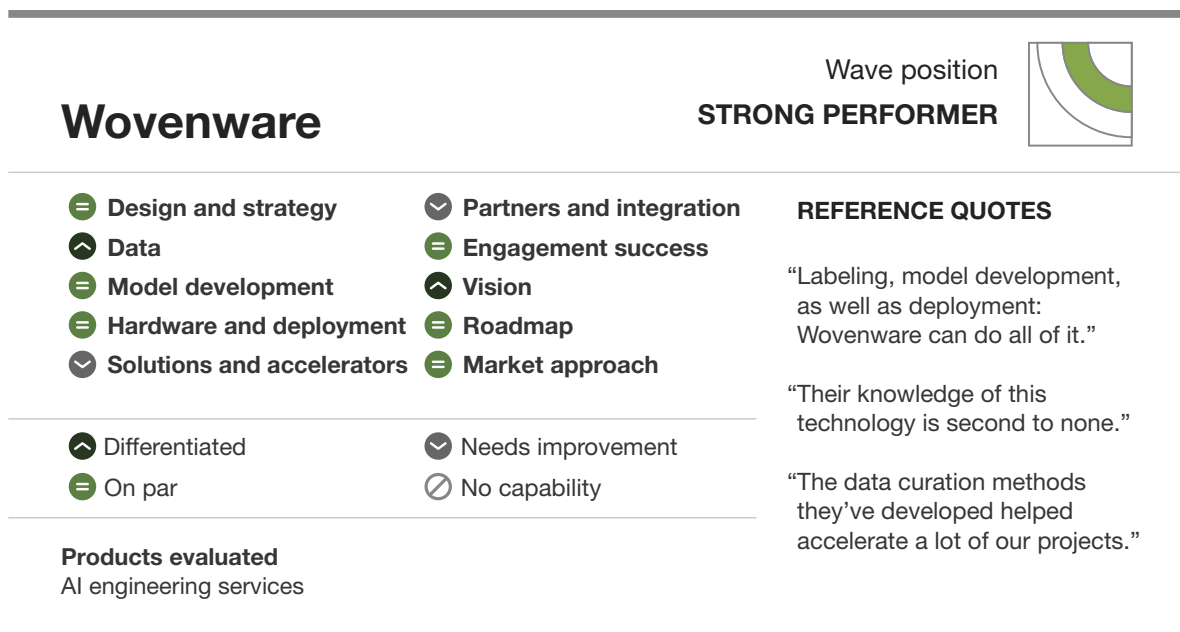 Wave position
Wovenware
STRONG PERFORMER
Design and strategy
Data
Model development
Hardware and deployment
Solutions and accelerators
Partners and integration
Engagement success
Vision
Roadmap
Market approach
Differentiated
On par
Needs improvement
No capability
Products evaluated
AI engineering services
REFERENCE QUOTES
“Labeling, model development,
as well as deployment:
Wovenware can do all of it.”
“Their knowledge of this
technology is second to none.”
“The data curation methods
they’ve developed helped
accelerate a lot of our projects.”